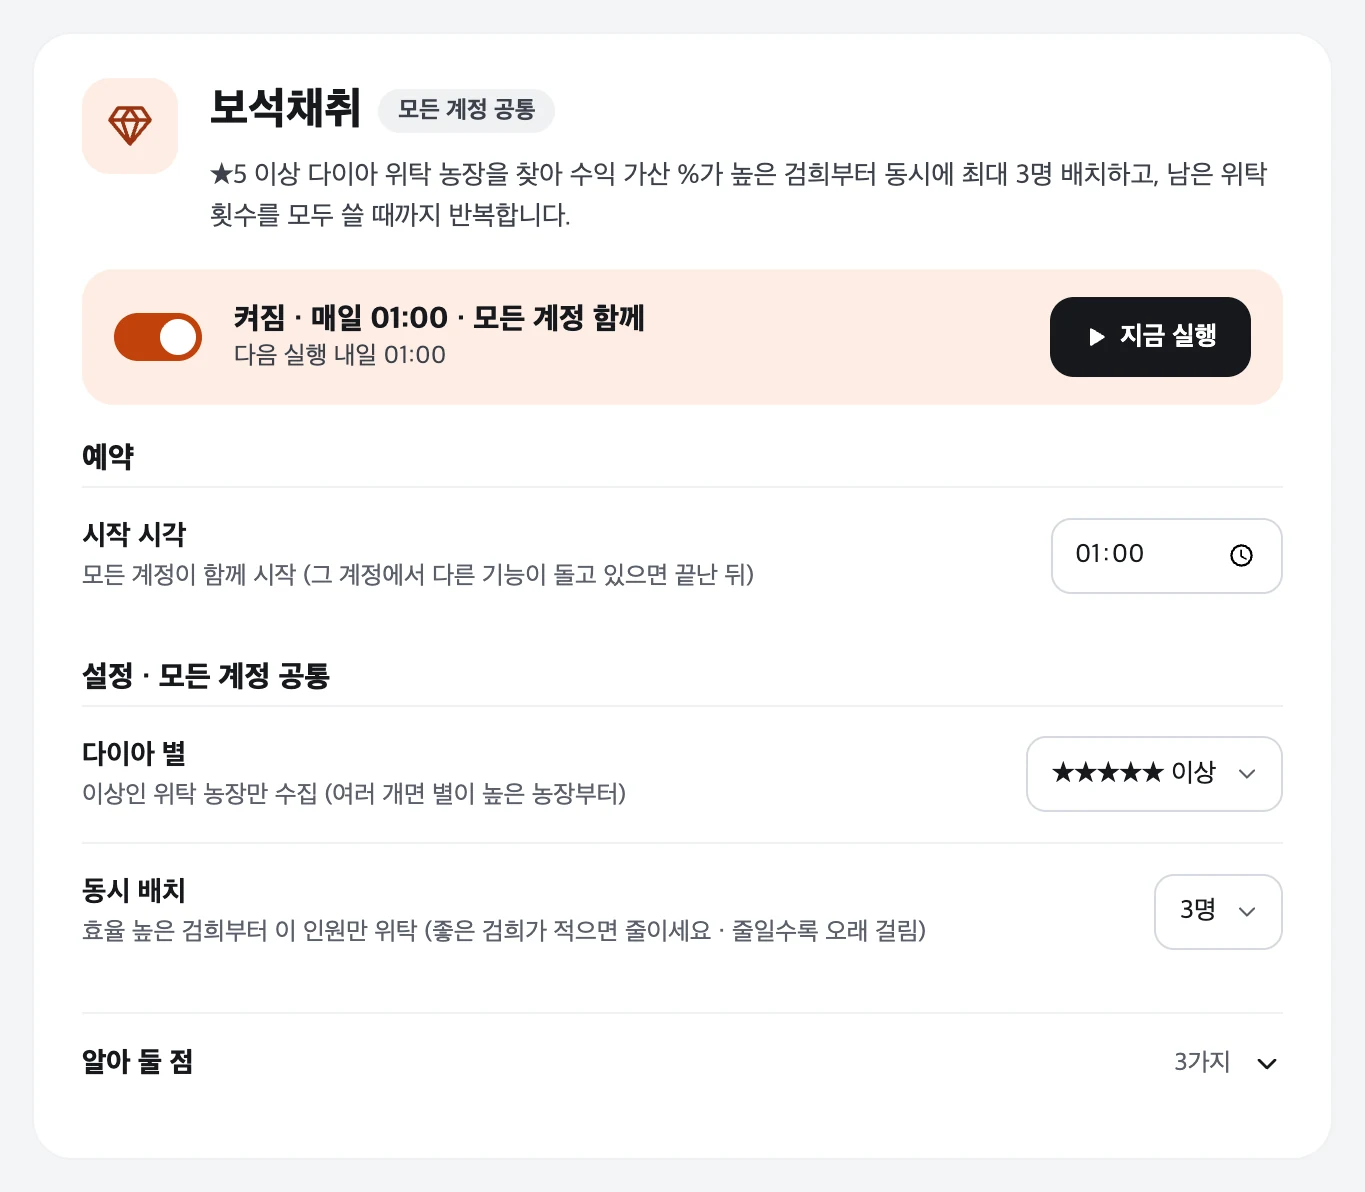 보석채취 모든 계정 공통
★5 이상 다이아 위탁 농장을 찾아 수익 가산 %가 높은 검희부터 동시에 최대 3명 배치하고, 남은 위탁
횟수를 모두 쓸 때까지 반복합니다.
켜짐 · 매일 01:00 · 모든 계정 함께
다음 실행 내일 01:00
▶ 지금 실행
예약
시작 시각
모든 계정이 함께 시작 (그 계정에서 다른 기능이 돌고 있으면 끝난 뒤)
01:00
설정 · 모든 계정 공통
다이아 별
이상인 위탁 농장만 수집 (여러 개면 별이 높은 농장부터)
★★★★★ 이상
동시 배치
효율 높은 검희부터 이 인원만 위탁 (좋은 검희가 적으면 줄이세요 · 줄일수록 오래 걸림)
3명
알아 둘 점
3가지